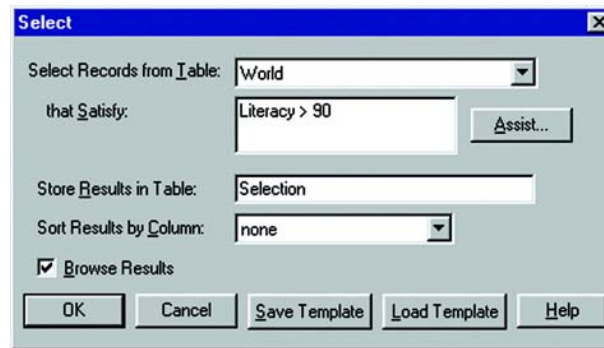 Select
Select Records from Table: World
that Satisfy: Literacy > 90
Assist...
Store Results in Table: Selection
Sort Results by Column: none
Browse Results
OK Cancel Save Template Load Template Help